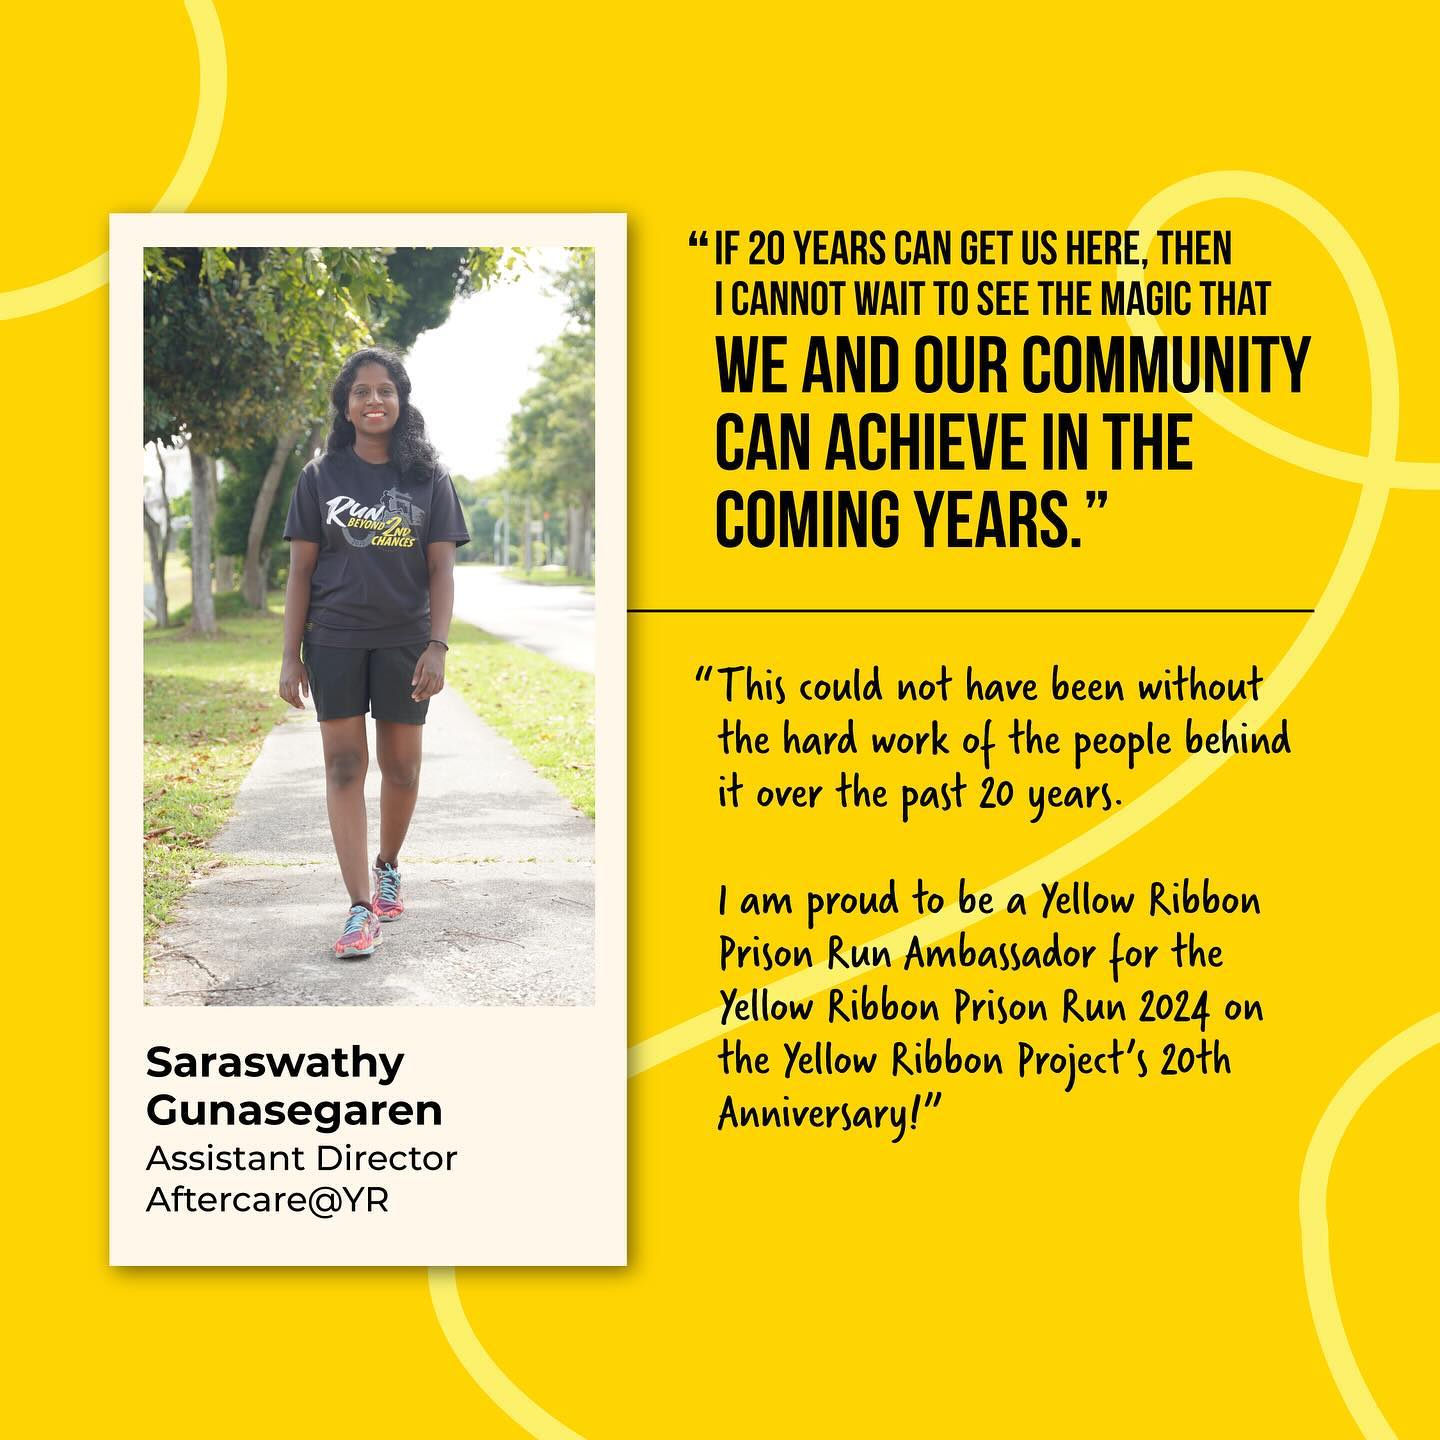 “IF 20 YEARS CAN GET US HERE, THEN
I CANNOT WAIT TO SEE THE MAGIC THAT
WE AND OUR COMMUNITY
CAN ACHIEVE IN THE
COMING YEARS.”
RUN
BEYOND 2ND
CHANCES
“This could not have been without
the hard work of the people behind
it over the past 20 years.
I am proud to be a Yellow Ribbon
Prison Run Ambassador for the
Yellow Ribbon Prison Run 2024 on
the Yellow Ribbon Project’s 20th
Anniversary!”
Saraswathy
Gunasegaren
Assistant Director
Aftercare@YR